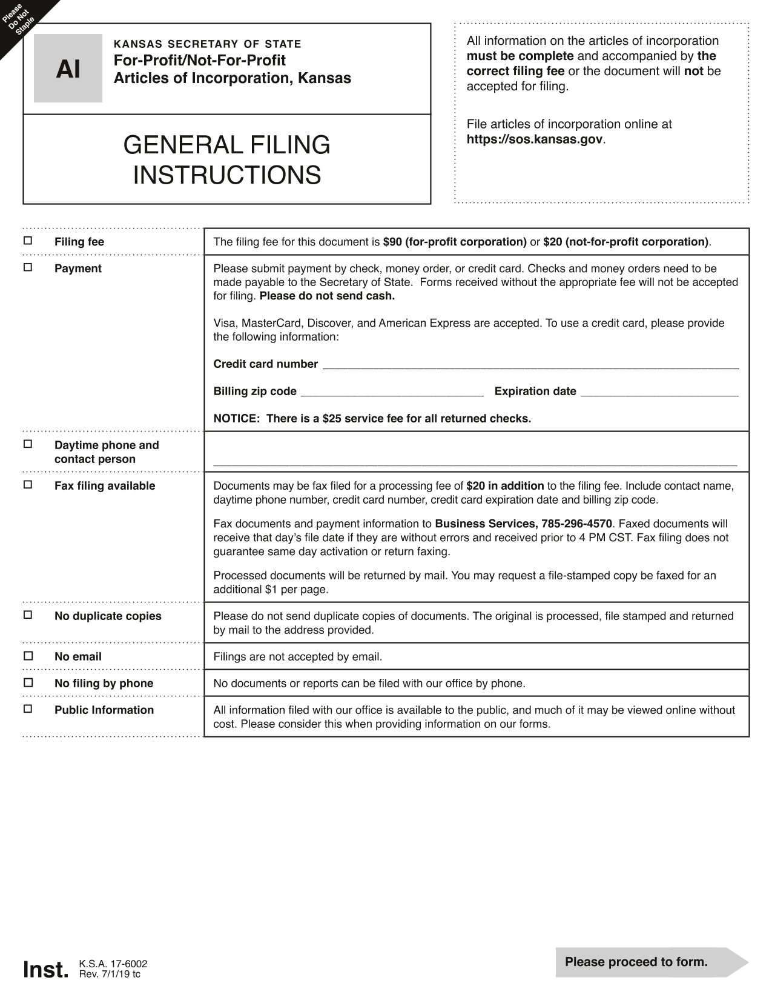 Please
Do Not
Staple
AI
KANSAS SECRETARY OF STATE
For-Profit/Not-For-Profit
Articles of Incorporation, Kansas
GENERAL FILING
INSTRUCTIONS
All information on the articles of incorporation
must be complete and accompanied by the
correct filing fee or the document will not be
accepted for filing.
File articles of incorporation online at
https://sos.kansas.gov.
Filing fee
The filing fee for this document is $90 (for-profit corporation) or $20 (not-for-profit corporation).
Payment
Please submit payment by check, money order, or credit card. Checks and money orders need to be
made payable to the Secretary of State.  Forms received without the appropriate fee will not be accepted
for filing. Please do not send cash.
Visa, MasterCard, Discover, and American Express are accepted. To use a credit card, please provide
the following information:
Credit card number
Billing zip code Expiration date
NOTICE:  There is a $25 service fee for all returned checks.
Daytime phone and
contact person
Fax filing available
Documents may be fax filed for a processing fee of $20 in addition to the filing fee. Include contact name,
daytime phone number, credit card number, credit card expiration date and billing zip code.
Fax documents and payment information to Business Services, 785-296-4570. Faxed documents will
receive that day's file date if they are without errors and received prior to 4 PM CST. Fax filing does not
guarantee same day activation or return faxing.
Processed documents will be returned by mail. You may request a file-stamped copy be faxed for an
additional $1 per page.
No duplicate copies
Please do not send duplicate copies of documents. The original is processed, file stamped and returned
by mail to the address provided.
No email
Filings are not accepted by email.
No filing by phone
No documents or reports can be filed with our office by phone.
Public Information
All information filed with our office is available to the public, and much of it may be viewed online without
cost. Please consider this when providing information on our forms.
Inst.
K.S.A. 17-6002
Rev. 7/1/19 tc
Please proceed to form.